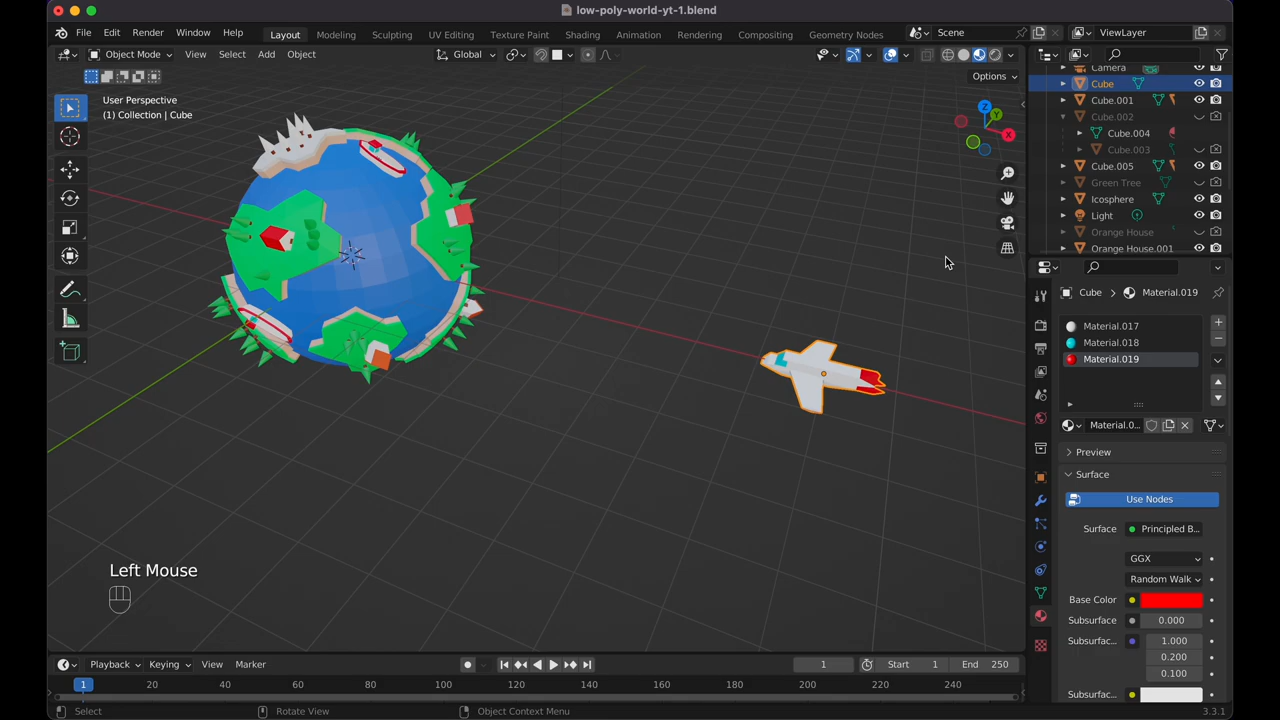 low-poly-world-yt-1.blend
File Edit Render Window Help Layout Modeling Sculpting UV Editing Texture Paint Shading Animation Rendering Compositing Geometry Nodes Scene ViewLayer
Object Mode View Select Add Object Global
Options
User Perspective
(1) Collection | Cube
Z
Y
X
Camera
Cube
Cube.001
Cube.002
Cube.004
Cube.003
Cube.005
Green Tree
Icosphere
Light
Orange House
Orange House.001
Cube > Material.019
Material.017
Material.018
Material.019
Material.0...
Preview
Surface
Use Nodes
Surface Principled B...
GGX
Random Walk
Base Color
Subsurface 0.000
Subsurfac.. 1.000
0.200
0.100
Subsurfac..
Left Mouse
Playback Keying View Marker 1 Start 1 End 250
1 20 40 60 80 100 120 140 160 180 200 220 240
Select Rotate View Object Context Menu 3.3.1